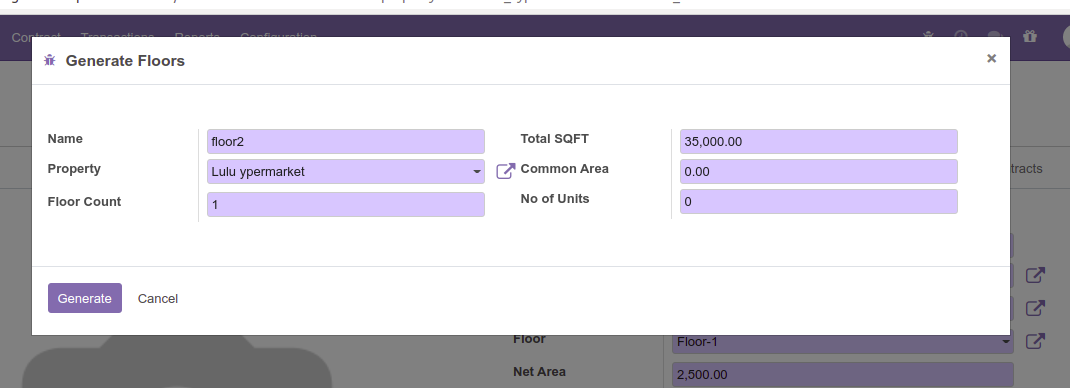 Contract Transactions Reports Configuration
Generate Floors ×
Name floor2 Total SQFT 35,000.00
Property Lulu ypermarket Common Area 0.00
tracts
Floor Count 1 No of Units 0
Generate Cancel
Floor Floor-1
Net Area 2,500.00